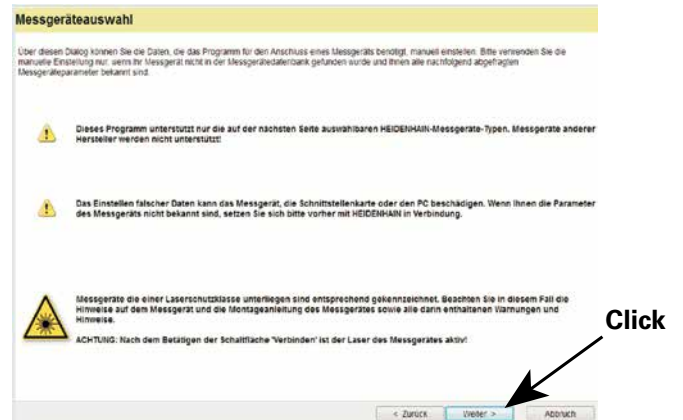 Messgeräteauswahl
Über diesen Dialog können Sie die Daten, die das Programm für den Anschluss eines Messgeräts benötigt, manuell einstellen. Bitte verwenden Sie die
manuelle Einstellung nur, wenn Ihr Messgerät nicht in der Messgerätedatenbank gefunden wurde und Ihnen alle nachfolgend abgefragten
Messgeräteparameter bekannt sind.
Dieses Programm unterstützt nur die auf der nächsten Seite auswählbaren HEIDENHAIN-Messgeräte-Typen. Messgeräte anderer
Hersteller werden nicht unterstützt!
Das Einstellen falscher Daten kann das Messgerät, die Schnittstellenkarte oder den PC beschädigen. Wenn Ihnen die Parameter
des Messgeräts nicht bekannt sind, setzen Sie sich bitte vorher mit HEIDENHAIN in Verbindung.
Messgeräte die einer Laserschutzklasse unterliegen sind entsprechend gekennzeichnet. Beachten Sie in diesem Fall die
Hinweise auf dem Messgerät und die Montageanleitung des Messgerätes sowie alle darin enthaltenen Warnungen und
Hinweise.
Click
ACHTUNG: Nach dem Betätigen der Schaltfläche 'Verbinden' ist der Laser des Messgerätes aktiv!
< Zurück Weiter > Abbruch